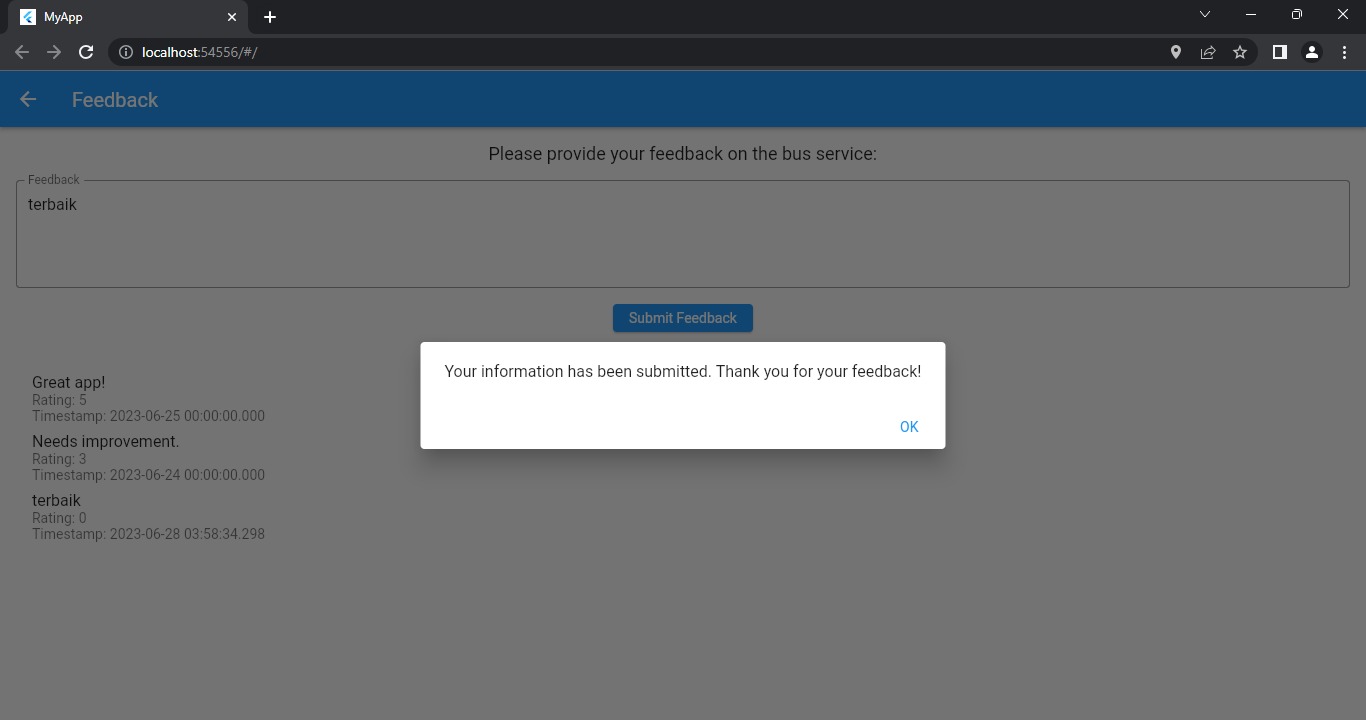 MyApp
localhost:54556/#/
Feedback
Please provide your feedback on the bus service:
Feedback
terbaik
Submit Feedback
Your information has been submitted. Thank you for your feedback!
OK
Great app!
Rating: 5
Timestamp: 2023-06-25 00:00:00.000
Needs improvement.
Rating: 3
Timestamp: 2023-06-24 00:00:00.000
terbaik
Rating: 0
Timestamp: 2023-06-28 03:58:34.298